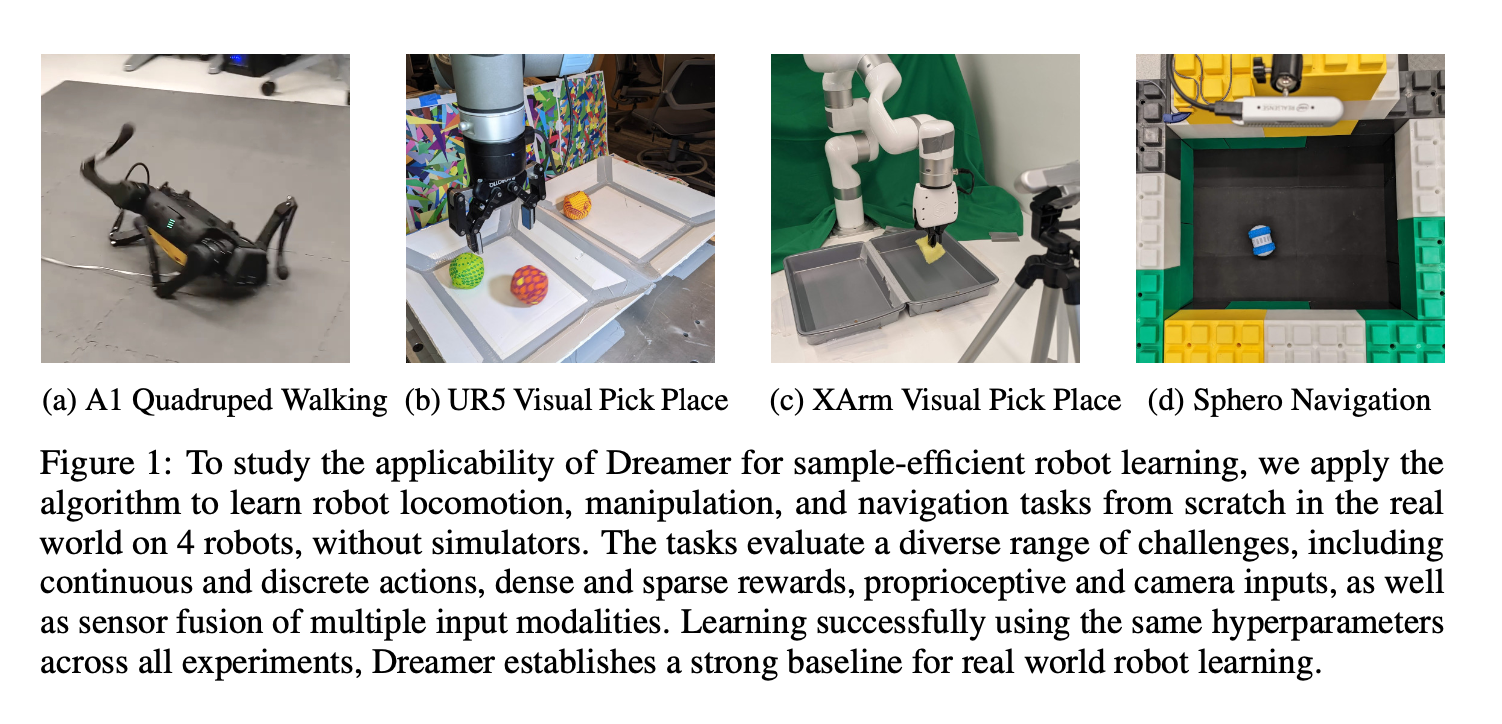 (a) A1 Quadruped Walking (b) UR5 Visual Pick Place (c) XArm Visual Pick Place (d) Sphero Navigation
Figure 1: To study the applicability of Dreamer for sample-efficient robot learning, we apply the
algorithm to learn robot locomotion, manipulation, and navigation tasks from scratch in the real
world on 4 robots, without simulators. The tasks evaluate a diverse range of challenges, including
continuous and discrete actions, dense and sparse rewards, proprioceptive and camera inputs, as well
as sensor fusion of multiple input modalities. Learning successfully using the same hyperparameters
across all experiments, Dreamer establishes a strong baseline for real world robot learning.